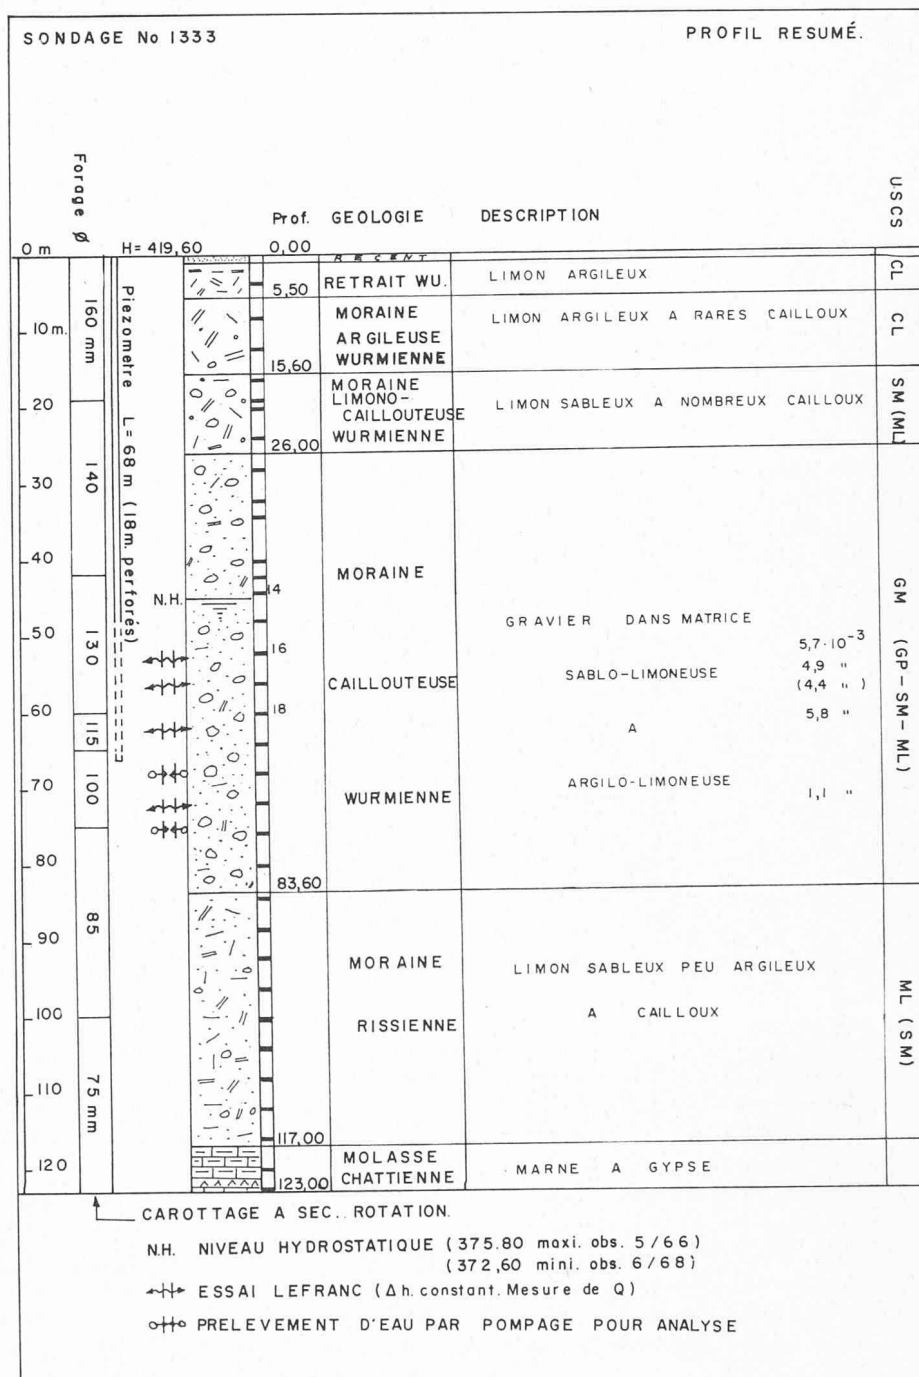 SONDAGE No 1333
PROFIL RESUMÉ.
Forage Ø
Prof. GEOLOGIE DESCRIPTION
USCS
0 m H= 419,60 0,00
RECENT
RETRAIT WU. LIMON ARGILEUX CL
5,50
160 mm
Piezometre L = 68 m (18m. perforés)
10 m.
MORAINE
ARGILEUSE
WURMIENNE
LIMON ARGILEUX A RARES CAILLOUX CL
15,60
MORAINE
LIMONO-
CAILLOUTEUSE
WURMIENNE
LIMON SABLEUX A NOMBREUX CAILLOUX SM (ML)
20
26,00
140
30
40
MORAINE
14
N.H.
GRAVIER DANS MATRICE
GM (GP-SM-ML)
50
130
16
5,7·10-3
SABLO-LIMONEUSE 4,9 "
CAILLOUTEUSE (4,4 ")
18
60
5,8 "
A
115
70
100
ARGILO-LIMONEUSE
1,1 "
WURMIENNE
80
83,60
85
90
MORAINE LIMON SABLEUX PEU ARGILEUX
ML (SM)
100
RISSIENNE A CAILLOUX
110
75 mm
117,00
120
MOLASSE
CHATTIENNE MARNE A GYPSE
123,00
CAROTTAGE A SEC.. ROTATION.
N.H. NIVEAU HYDROSTATIQUE (375.80 maxi. obs. 5/66)
(372,60 mini. obs. 6/68)
ESSAI LEFRANC (Δh. constant. Mesure de Q)
PRELEVEMENT D'EAU PAR POMPAGE POUR ANALYSE